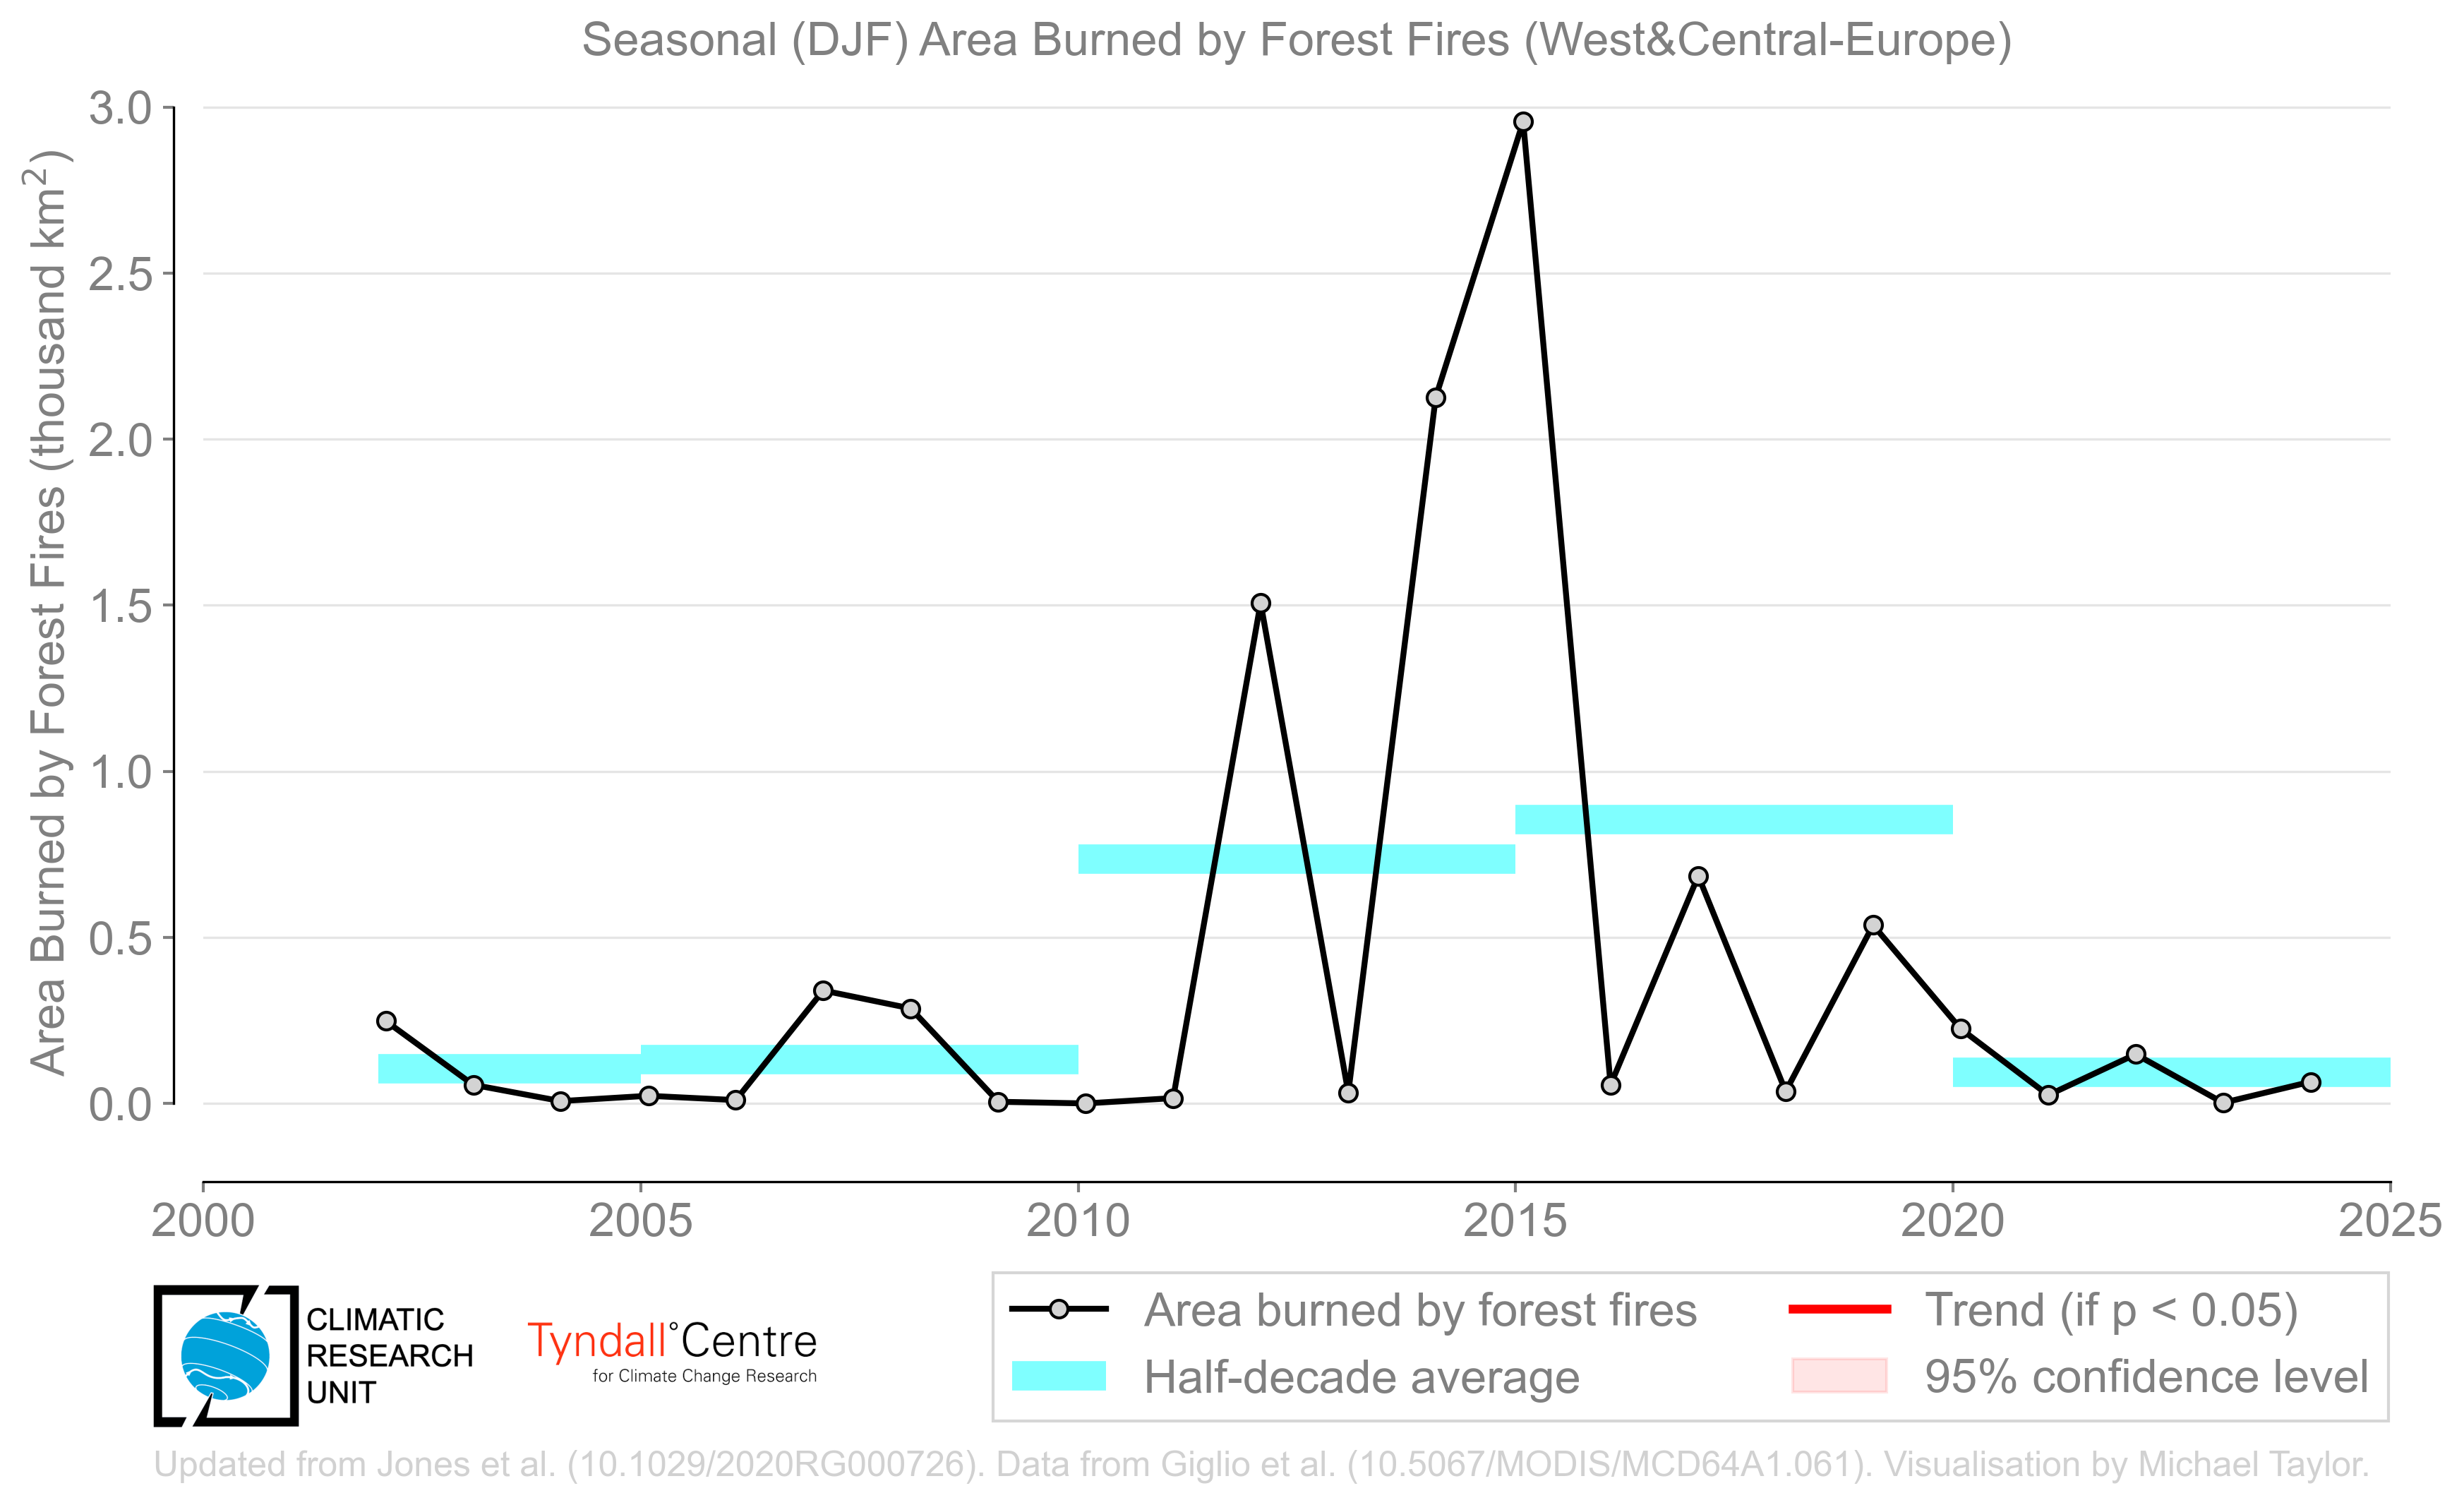 Seasonal (DJF) Area Burned by Forest Fires (West&Central-Europe)
Area Burned by Forest Fires (thousand km²)
3.0
2.5
2.0
1.5
1.0
0.5
0.0
2000 2005 2010 2015 2020 2025
CLIMATIC
RESEARCH
UNIT
Tyndall°Centre
for Climate Change Research
Area burned by forest fires
Half-decade average
Trend (if p < 0.05)
95% confidence level
Updated from Jones et al. (10.1029/2020RG000726). Data from Giglio et al. (10.5067/MODIS/MCD64A1.061). Visualisation by Michael Taylor.